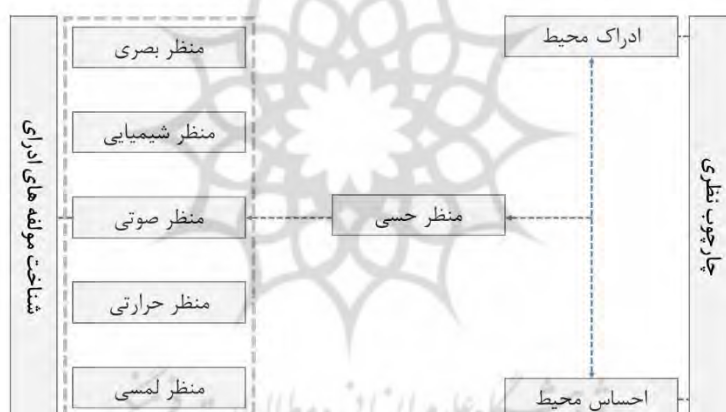 چارچوب نظری
ادراک محیط
احساس محیط
منظر حسی
منظر بصری
منظر شیمیایی
منظر صوتی
منظر حرارتی
منظر لمسی
شناخت مولفه های ادرای